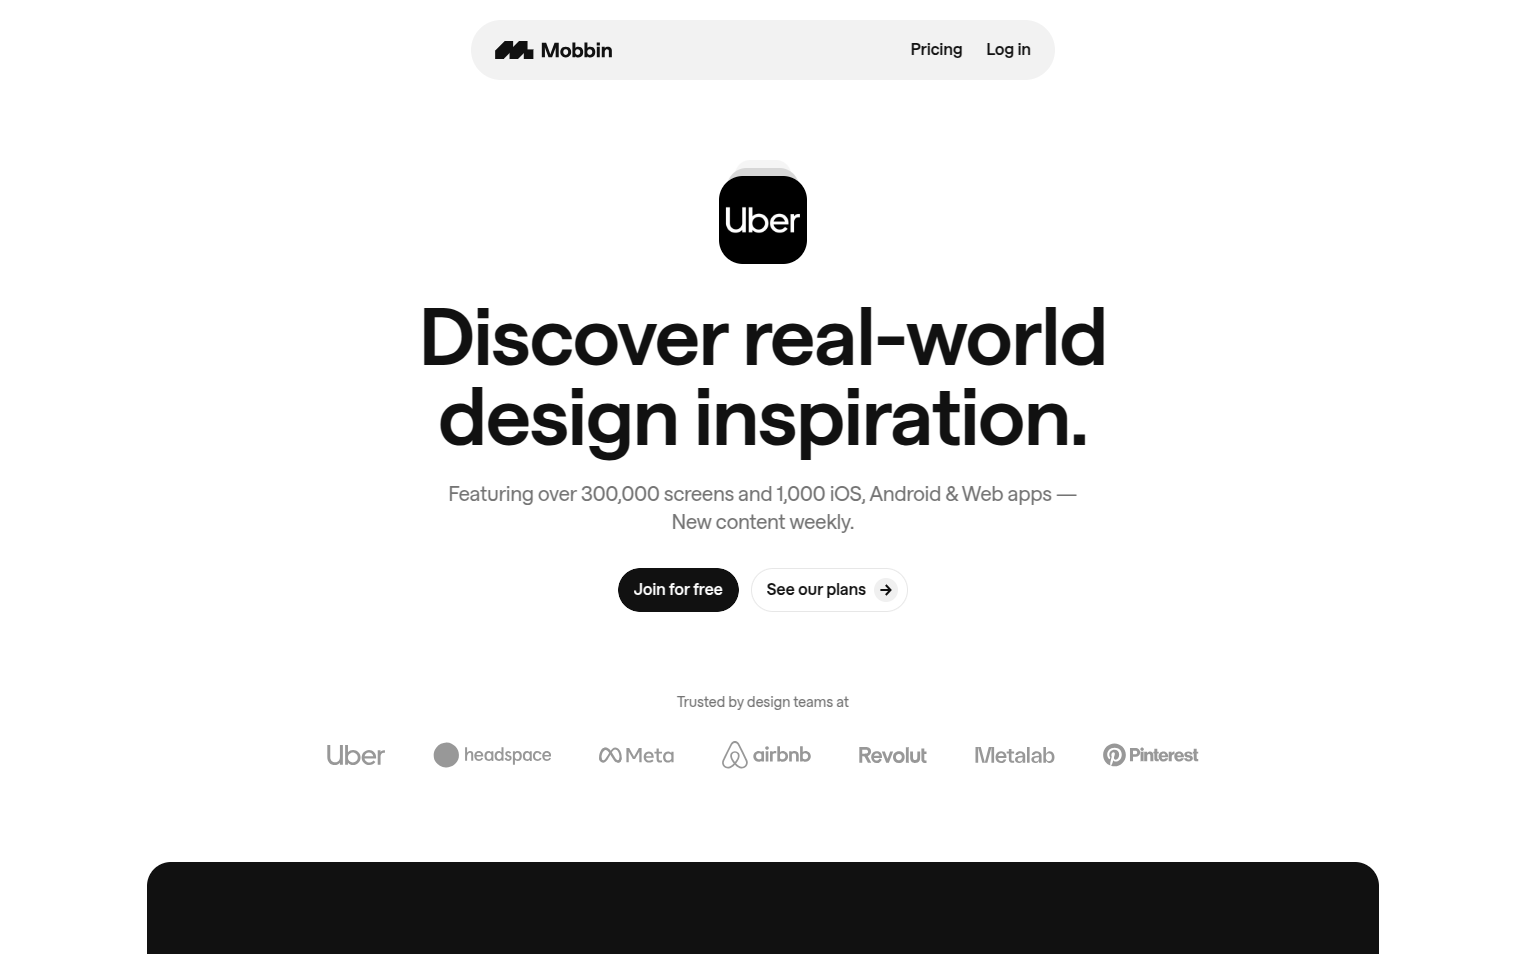 Mobbin
Pricing
Log in
Uber
Discover real-world
design inspiration.
Featuring over 300,000 screens and 1,000 iOS, Android & Web apps —
New content weekly.
Join for free
See our plans
Trusted by design teams at
Uber
headspace
Meta
airbnb
Revolut
Metalab
Pinterest